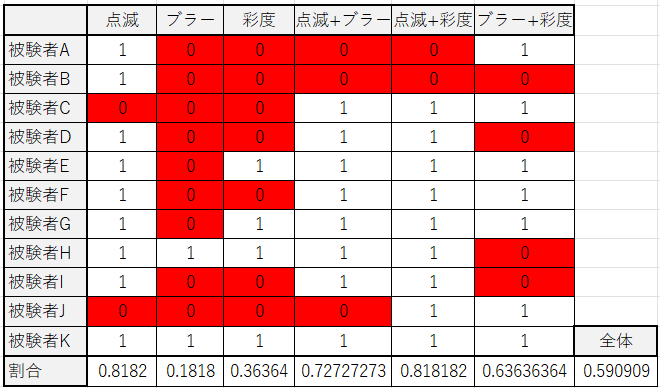 点減 ブラー 彩度 点減+ブラー 点減+彩度 ブラー+彩度
被験者A 1 0 0 0 0 1
被験者B 1 0 0 0 0 0
被験者C 0 0 0 1 1 1
被験者D 1 0 0 1 1 0
被験者E 1 0 1 1 1 1
被験者F 1 0 0 1 1 1
被験者G 1 0 1 1 1 1
被験者H 1 1 1 1 1 0
被験者I 1 0 0 1 1 0
被験者J 0 0 0 0 1 1
被験者K 1 1 1 1 1 1 全体
割合 0.8182 0.1818 0.36364 0.72727273 0.818182 0.63636364 0.590909